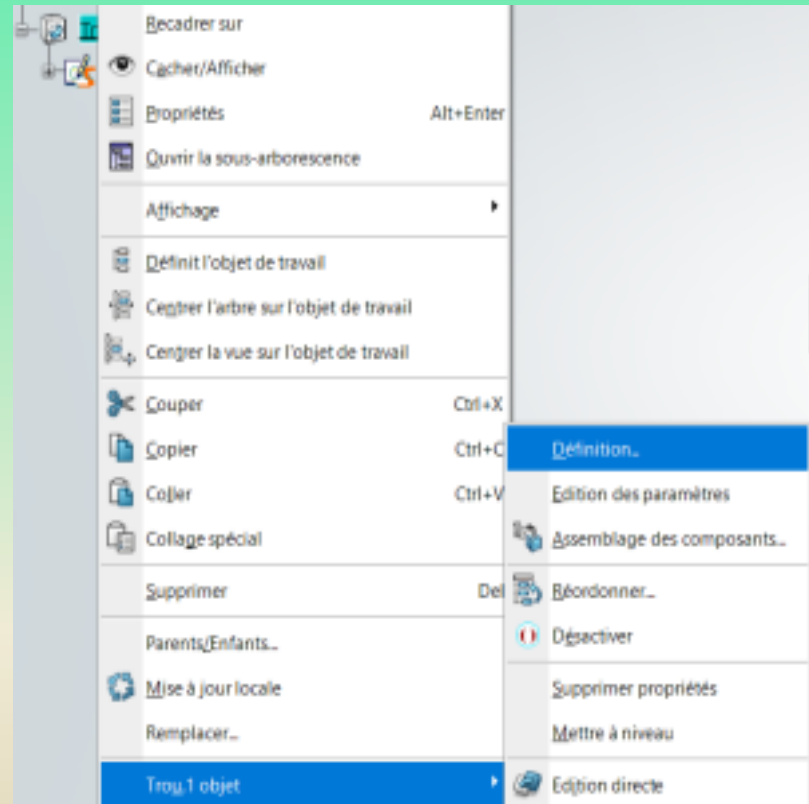 Tr
Recadrer sur
Cacher/Afficher
Propriétés Alt+Enter
Ouvrir la sous-arborescence
Affichage
Définit l'objet de travail
Centrer l'arbre sur l'objet de travail
Centrer la vue sur l'objet de travail
Couper Ctrl+X
Copier Ctrl+C
Coller Ctrl+V
Collage spécial
Supprimer Del
Parents/Enfants...
Mise à jour locale
Remplacer...
Trou.1 objet
Définition...
Edition des paramètres
Assemblage des composants...
Réordonner...
Désactiver
Supprimer propriétés
Mettre à niveau
Edition directe